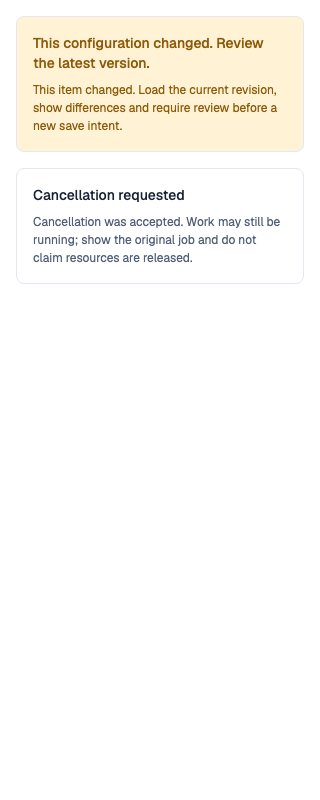 This configuration changed. Review
the latest version.
This item changed. Load the current revision,
show differences and require review before a
new save intent.
Cancellation requested
Cancellation was accepted. Work may still be
running; show the original job and do not
claim resources are released.